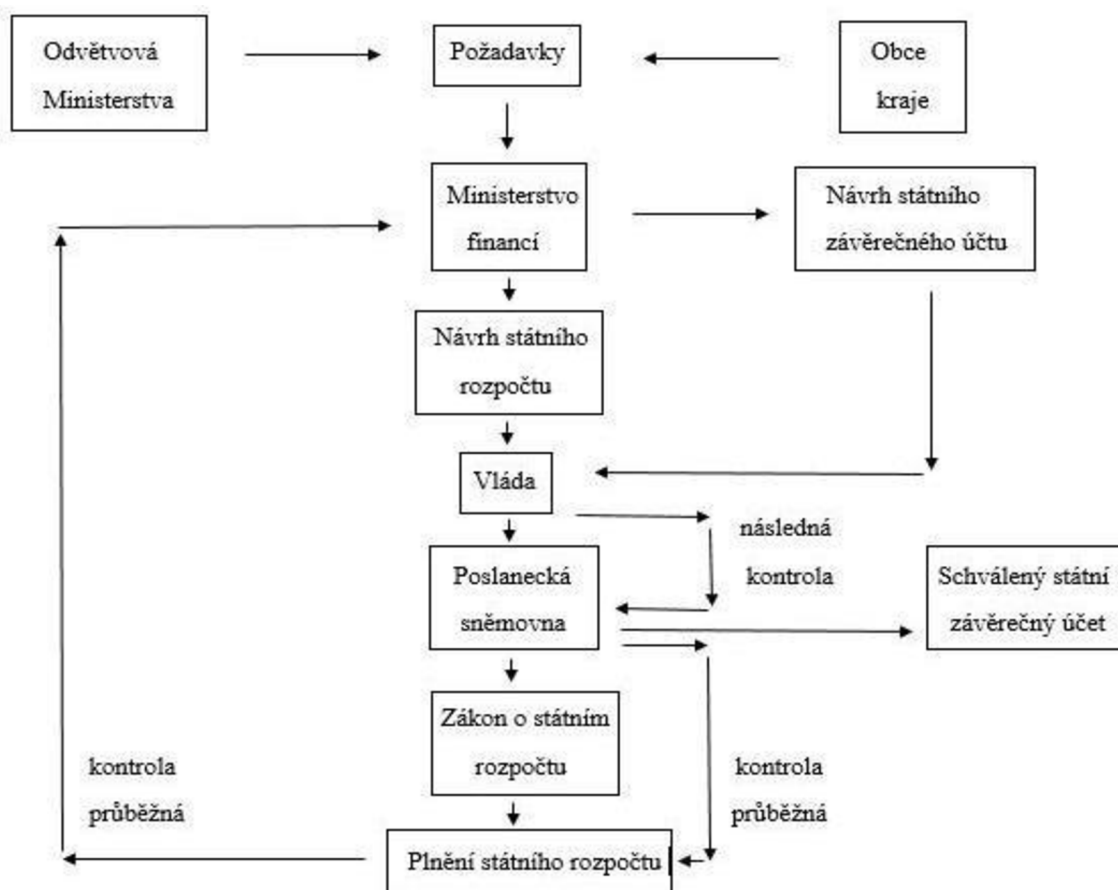 Odvětvová
Ministerstva
Požadavky
Obce
kraje
Ministerstvo
financí
Návrh státního
závěrečného účtu
Návrh státního
rozpočtu
Vláda
následná
kontrola
Poslanecká
sněmovna
Schválený státní
závěrečný účet
Zákon o státním
rozpočtu
kontrola
průběžná
kontrola
průběžná
Plnění státního rozpočtu